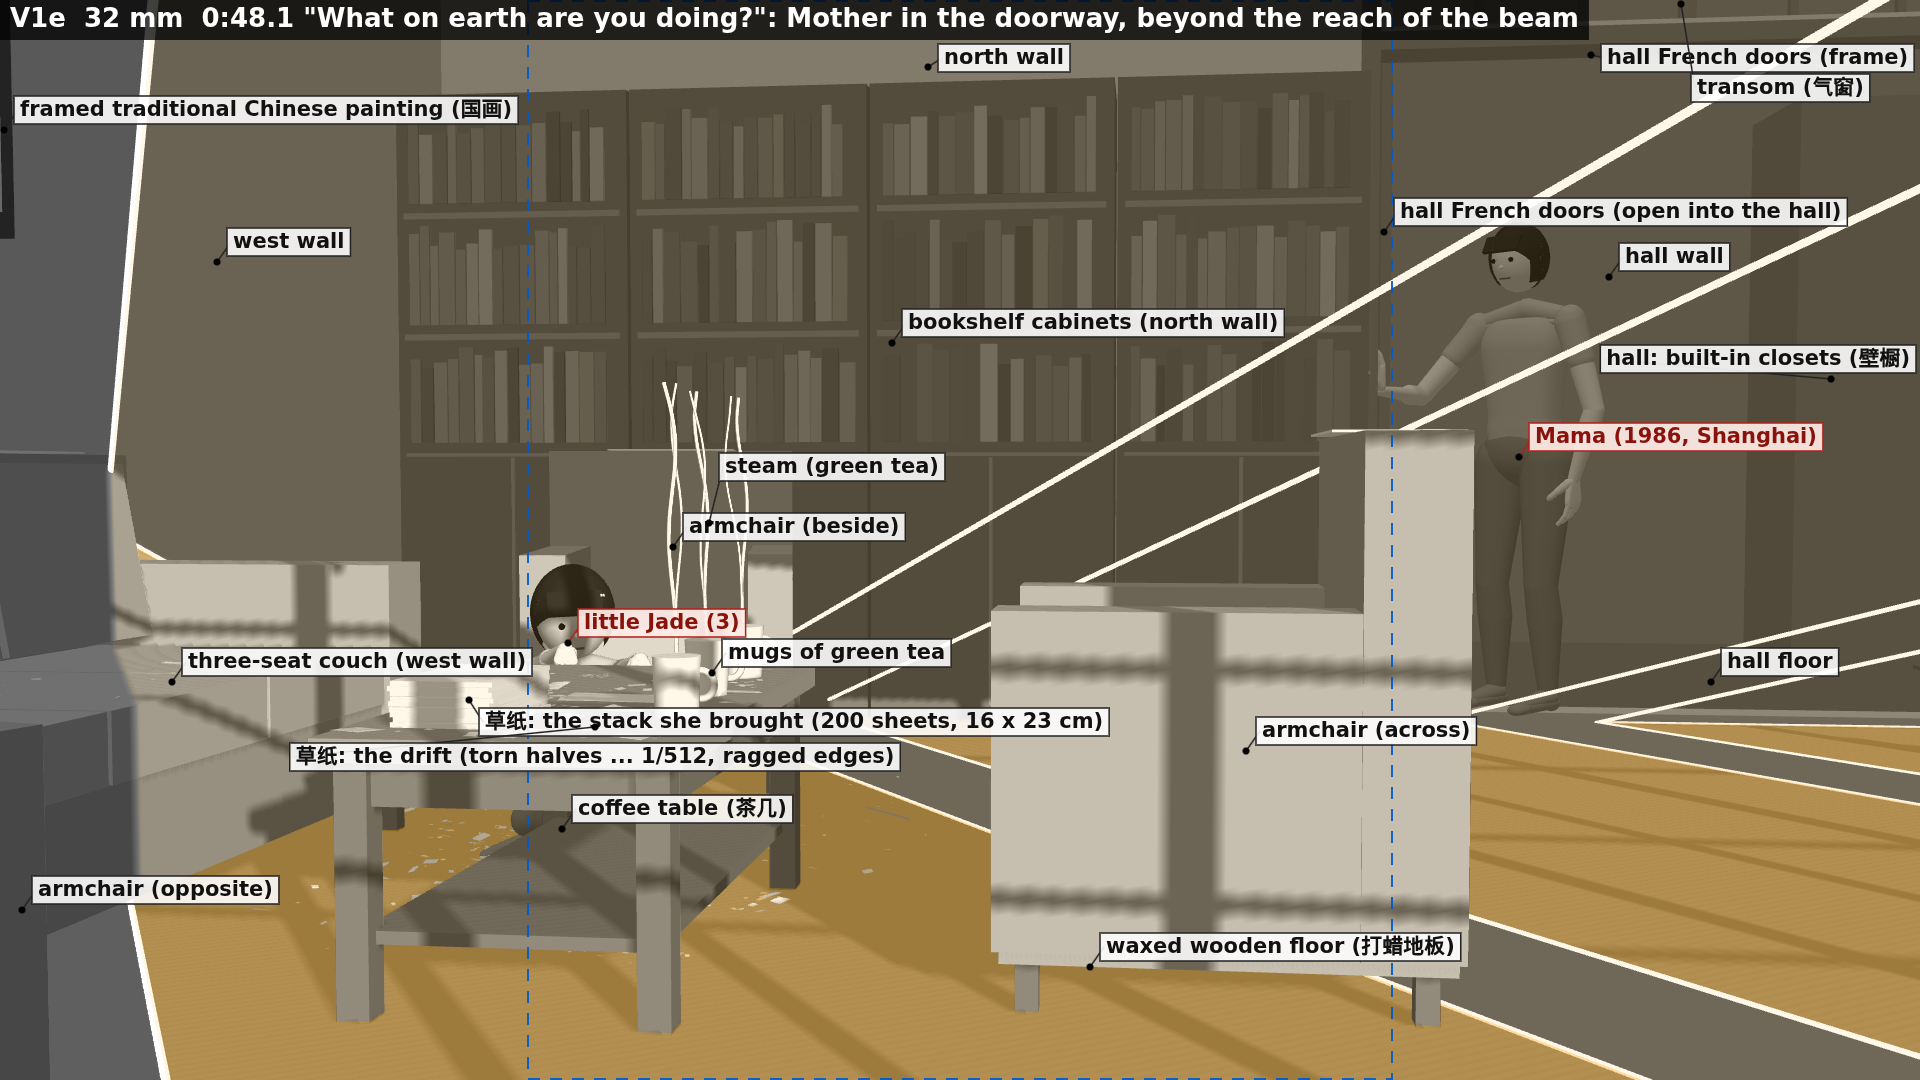 V1e  32 mm  0:48.1 "What on earth are you doing?": Mother in the doorway, beyond the reach of the beam
north wall
hall French doors (frame)
transom (气窗)
framed traditional Chinese painting (国画)
hall French doors (open into the hall)
west wall
hall wall
bookshelf cabinets (north wall)
hall: built-in closets (壁橱)
Mama (1986, Shanghai)
steam (green tea)
armchair (beside)
little Jade (3)
mugs of green tea
three-seat couch (west wall)
hall floor
草纸: the stack she brought (200 sheets, 16 x 23 cm)
armchair (across)
草纸: the drift (torn halves ... 1/512, ragged edges)
coffee table (茶几)
armchair (opposite)
waxed wooden floor (打蜡地板)